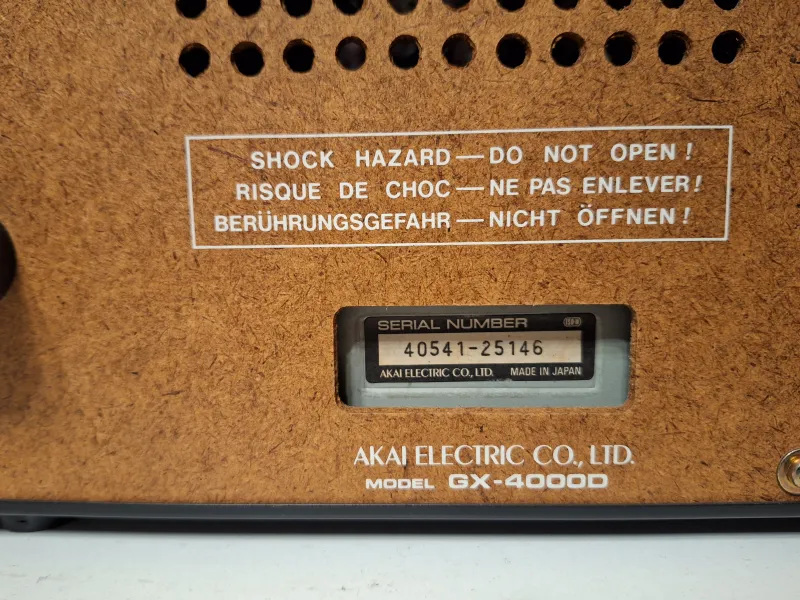 SHOCK HAZARD — DO NOT OPEN !
RISQUE DE CHOC — NE PAS ENLEVER !
BERÜHRUNGSGEFAHR — NICHT ÖFFNEN !
SERIAL NUMBER
40541-25146
AKAI ELECTRIC CO., LTD. MADE IN JAPAN
AKAI ELECTRIC CO., LTD.
MODEL GX-4000D